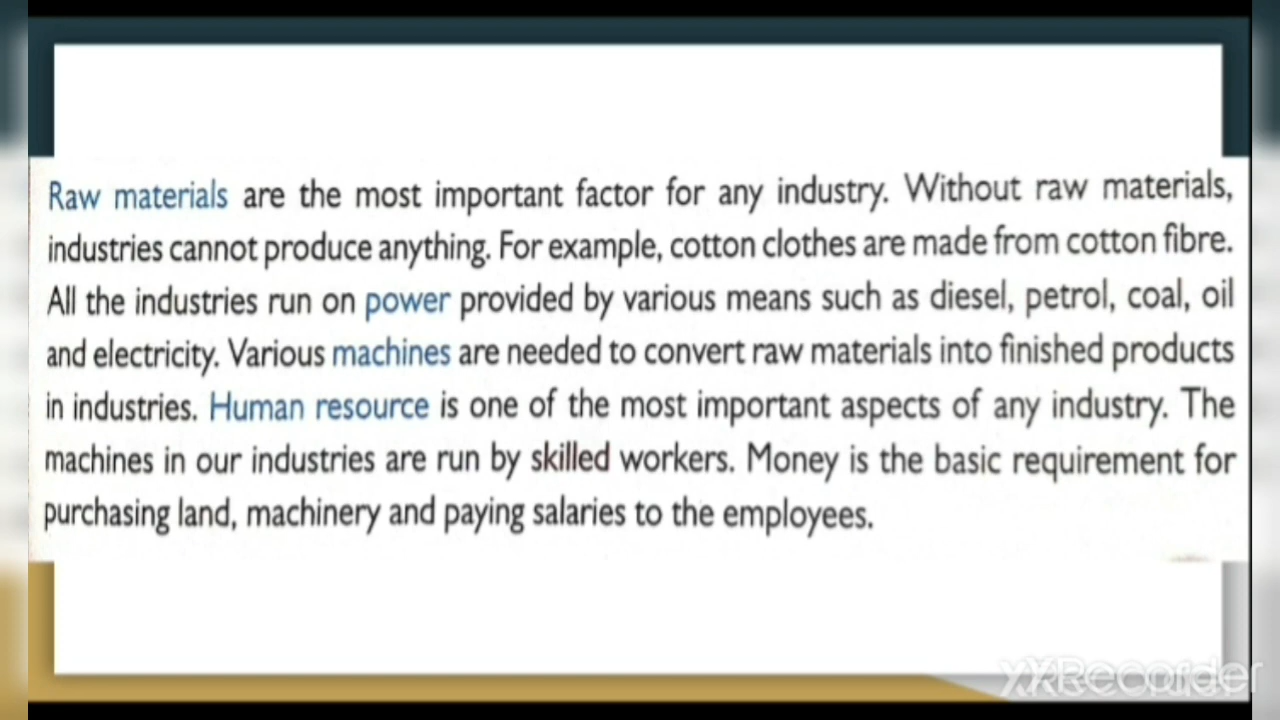 Raw materials are the most important factor for any industry. Without raw materials,
industries cannot produce anything. For example, cotton clothes are made from cotton fibre.
All the industries run on power provided by various means such as diesel, petrol, coal, oil
and electricity. Various machines are needed to convert raw materials into finished products
in industries. Human resource is one of the most important aspects of any industry. The
machines in our industries are run by skilled workers. Money is the basic requirement for
purchasing land, machinery and paying salaries to the employees.
XRecorder